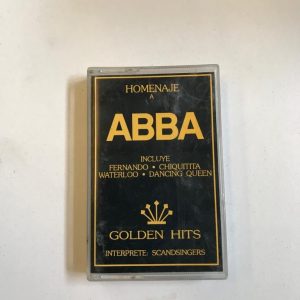 HOMENAJE
A
ABBA
INCLUYE
FERNANDO • CHIQUITITA
WATERLOO • DANCING QUEEN
GOLDEN HITS
INTERPRETE: SCANDSINGERS